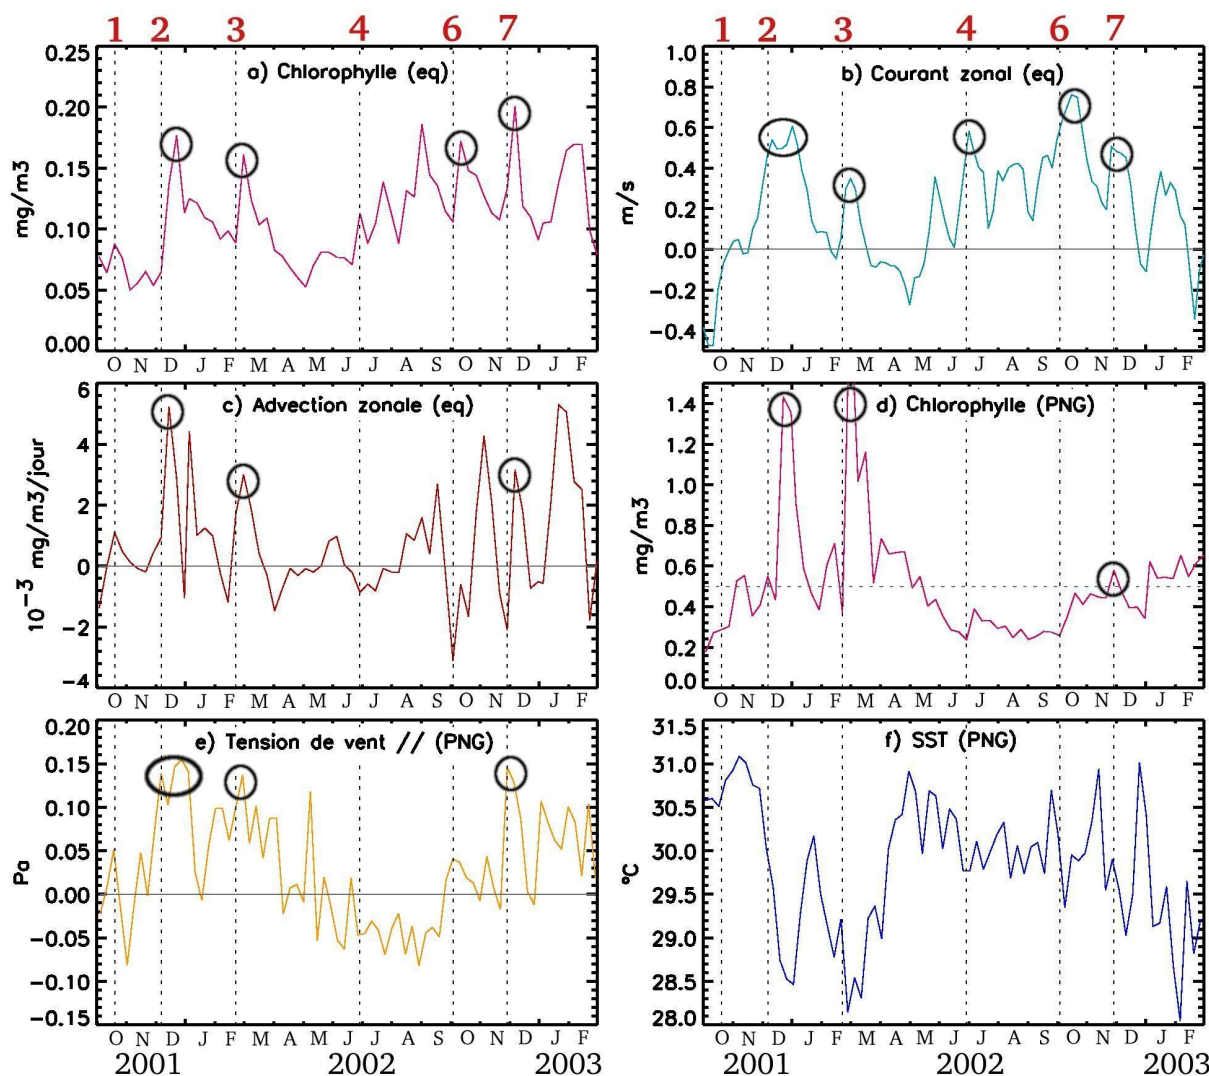 1 2 3 4 6 7
1 2 3 4 6 7
a) Chlorophylle (eq)
mg/m3
0.25
0.20
0.15
0.10
0.05
0.00
O N D J F M A M J J A S O N D J F
b) Courant zonal (eq)
m/s
1.0
0.8
0.6
0.4
0.2
0.0
−0.2
−0.4
O N D J F M A M J J A S O N D J F
c) Advection zonale (eq)
10−3 mg/m3/jour
6
4
2
0
−2
−4
O N D J F M A M J J A S O N D J F
d) Chlorophylle (PNG)
mg/m3
1.4
1.2
1.0
0.8
0.6
0.4
0.2
0.0
O N D J F M A M J J A S O N D J F
e) Tension de vent // (PNG)
Pa
0.20
0.15
0.10
0.05
0.00
−0.05
−0.10
−0.15
O N D J F M A M J J A S O N D J F
2001 2002 2003
f) SST (PNG)
°C
31.5
31.0
30.5
30.0
29.5
29.0
28.5
28.0
O N D J F M A M J J A S O N D J F
2001 2002 2003